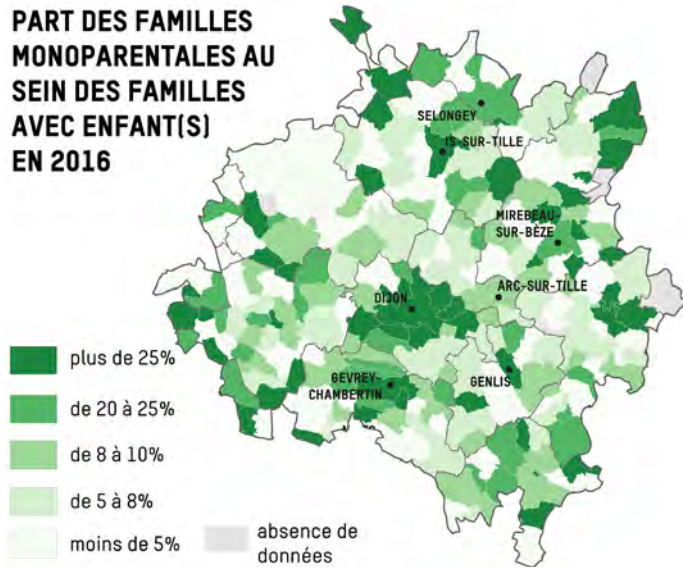 PART DES FAMILLES
MONOPARENTALES AU
SEIN DES FAMILLES
AVEC ENFANT(S)
EN 2016
SELONGEY
IS-SUR-TILLE
MIREBEAU-
SUR-BÈZE
ARC-SUR-TILLE
DIJON
GEVREY-
CHAMBERTIN
GENLIS
plus de 25%
de 20 à 25%
de 8 à 10%
de 5 à 8%
moins de 5%
absence de
données